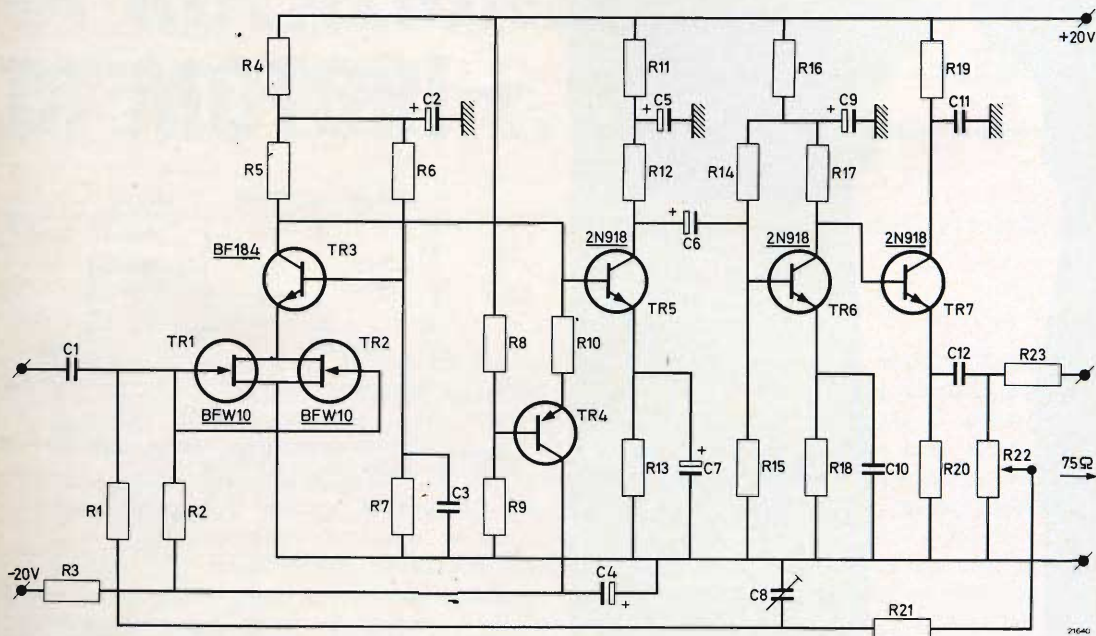 +20V
R4
R11
R16
R19
C2
C5
C9
C11
R5
R6
R12
R14
R17
C6
BF184
TR3
2N918
2N918
2N918
TR5
TR6
TR7
C1
TR1
TR2
R8
R10
C12
R23
BFW10
BFW10
TR4
R1
R2
R7
C3
R9
R13
C7
R15
R18
C10
R20
R22
75Ω
-20V
R3
C4
C8
R21
21640
+
+
+
+
+
+